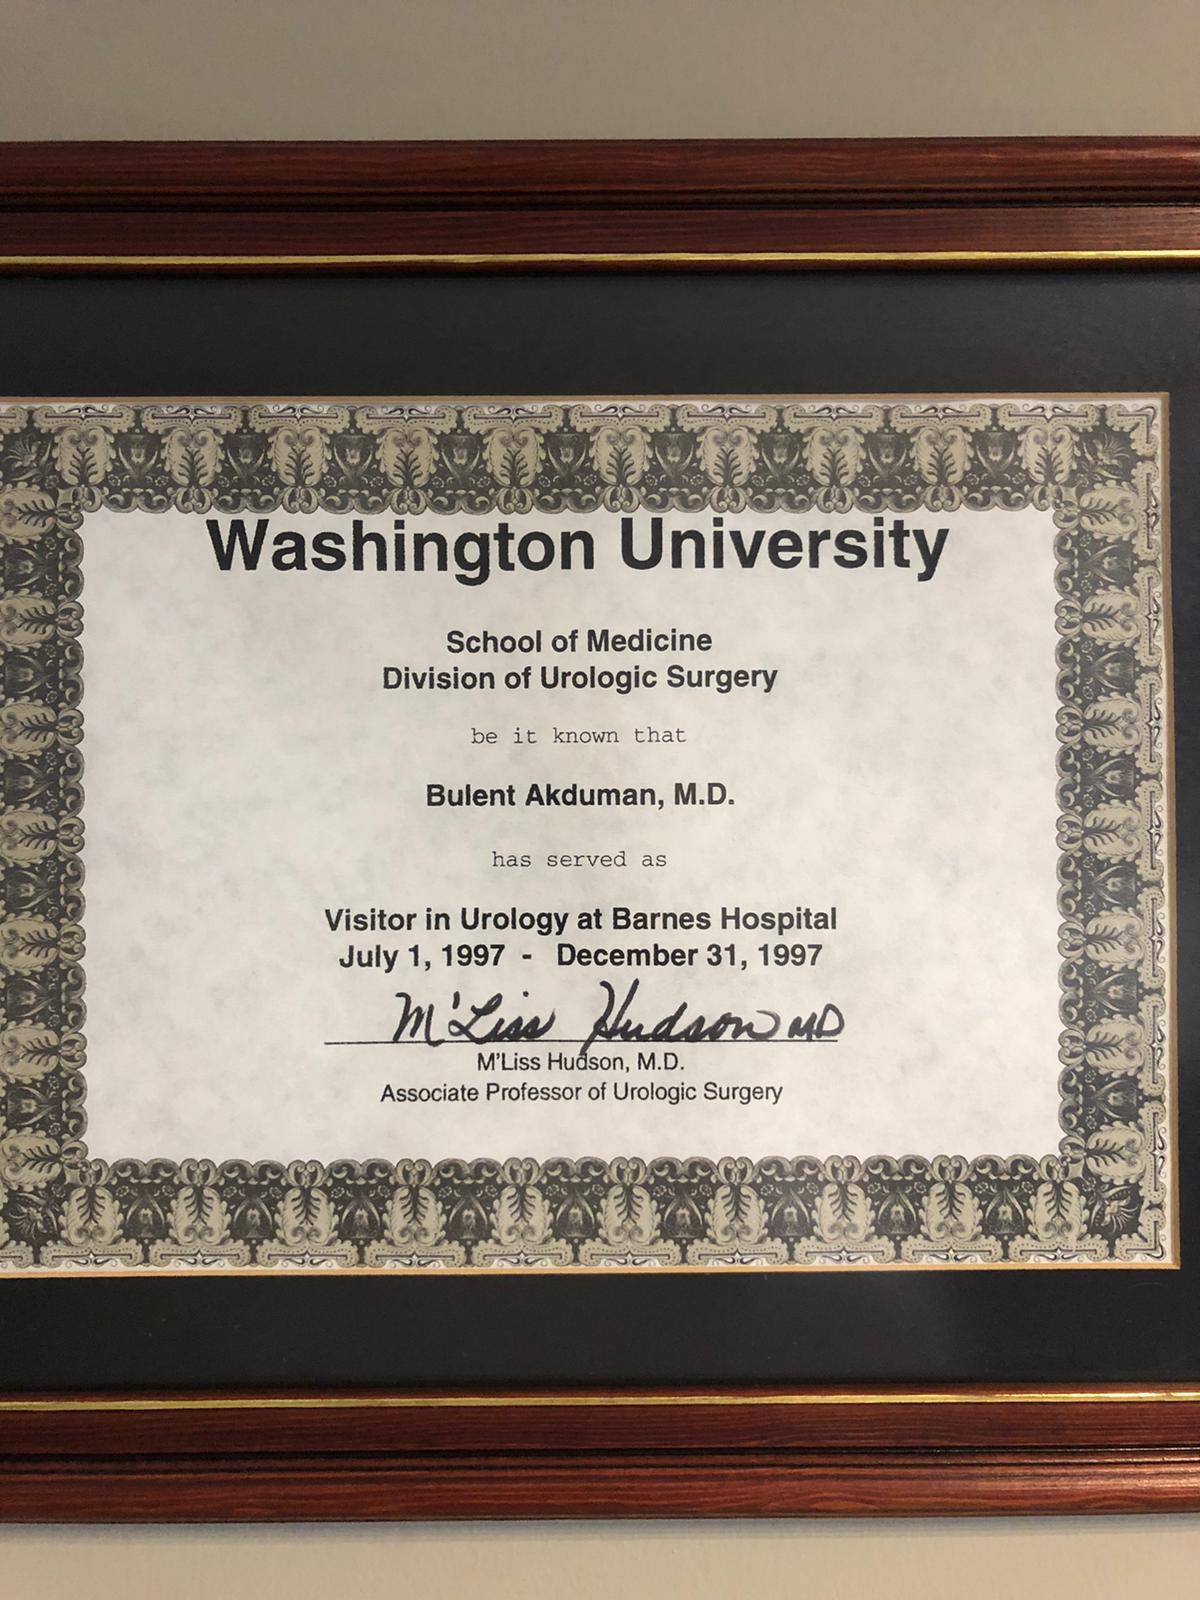 Washington University
School of Medicine
Division of Urologic Surgery
be it known that
Bulent Akduman, M.D.
has served as
Visitor in Urology at Barnes Hospital
July 1, 1997 - December 31, 1997
M'Liss Hudson MD
M'Liss Hudson, M.D.
Associate Professor of Urologic Surgery